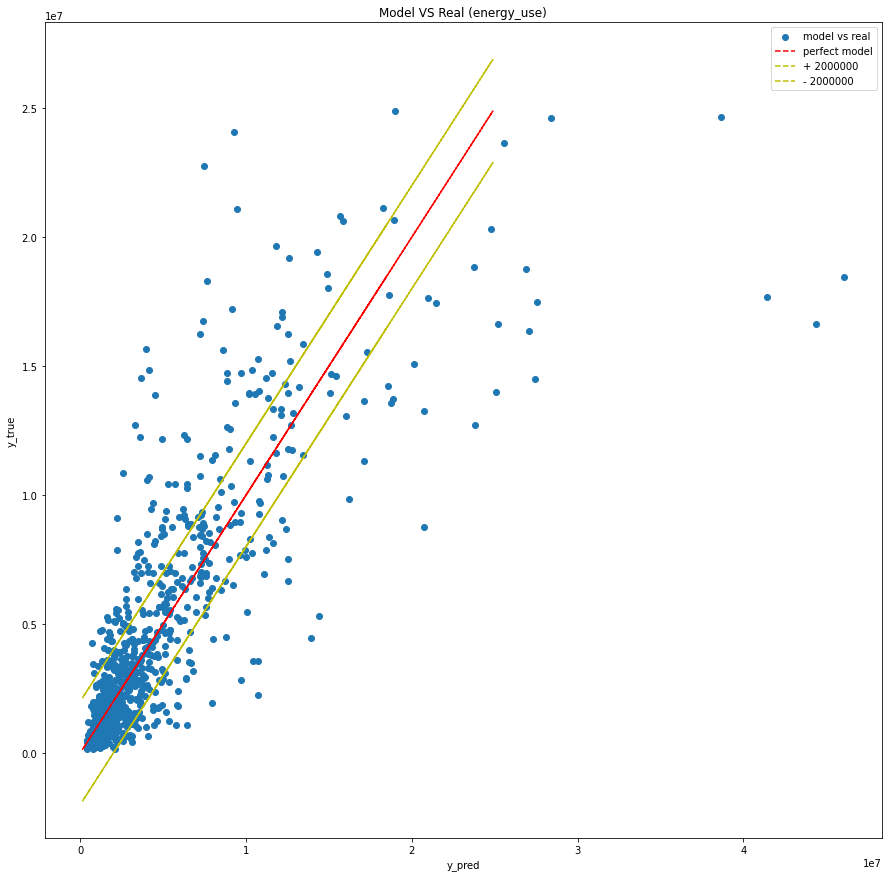 Model VS Real (energy_use)
1e7
model vs real
perfect model
+ 2000000
- 2000000
2.5
2.0
1.5
1.0
0.5
0.0
y_true
0
1
2
3
4
y_pred
1e7